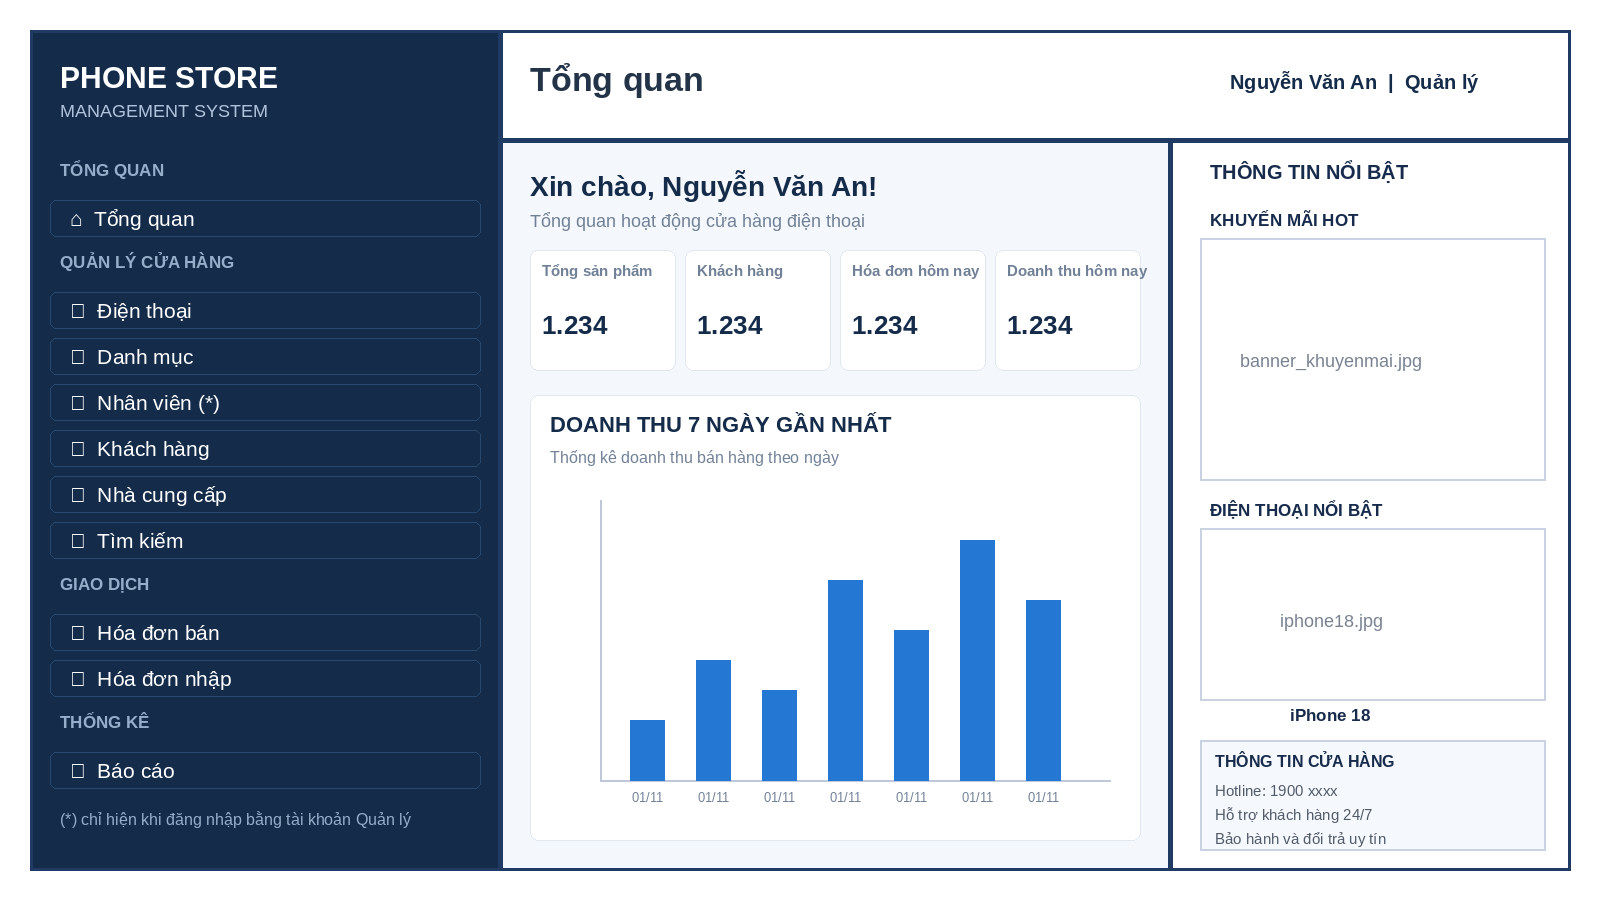 PHONE STORE
MANAGEMENT SYSTEM
TỔNG QUAN
⌂ Tổng quan
QUẢN LÝ CỬA HÀNG
Điện thoại
Danh mục
Nhân viên (*)
Khách hàng
Nhà cung cấp
Tìm kiếm
GIAO DỊCH
Hóa đơn bán
Hóa đơn nhập
THỐNG KÊ
Báo cáo
(*) chỉ hiện khi đăng nhập bằng tài khoản Quản lý
Tổng quan
Nguyễn Văn An | Quản lý
Xin chào, Nguyễn Văn An!
Tổng quan hoạt động cửa hàng điện thoại
Tổng sản phẩm
1.234
Khách hàng
1.234
Hóa đơn hôm nay
1.234
Doanh thu hôm nay
1.234
DOANH THU 7 NGÀY GẦN NHẤT
Thống kê doanh thu bán hàng theo ngày
01/11 01/11 01/11 01/11 01/11 01/11 01/11
THÔNG TIN NỔI BẬT
KHUYẾN MÃI HOT
banner_khuyenmai.jpg
ĐIỆN THOẠI NỔI BẬT
iphone18.jpg
iPhone 18
THÔNG TIN CỬA HÀNG
Hotline: 1900 xxxx
Hỗ trợ khách hàng 24/7
Bảo hành và đổi trả uy tín